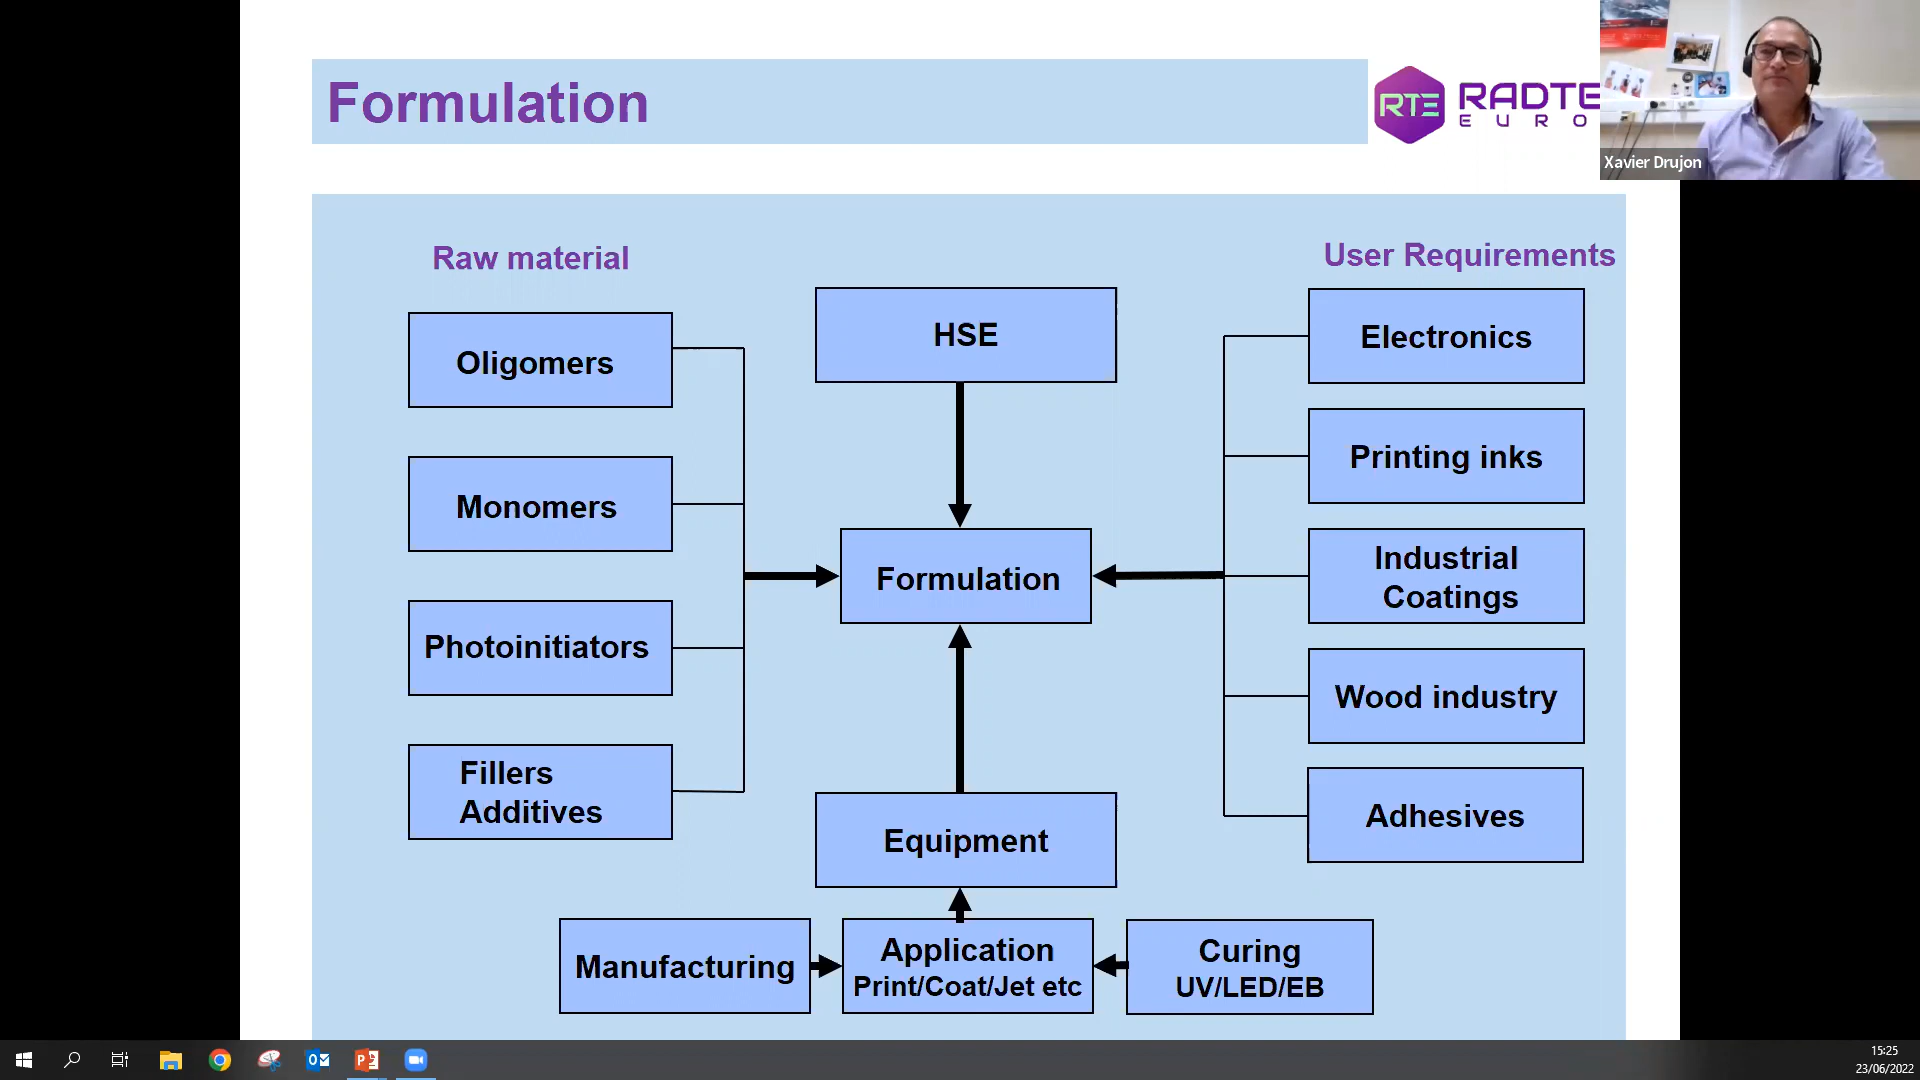 Formulation
RTE RADTE
EURO
Xavier Drujon
Raw material
User Requirements
Oligomers
Monomers
Photoinitiators
Fillers
Additives
HSE
Formulation
Equipment
Electronics
Printing inks
Industrial
Coatings
Wood industry
Adhesives
Manufacturing
Application
Print/Coat/Jet etc
Curing
UV/LED/EB
15:25
23/06/2022